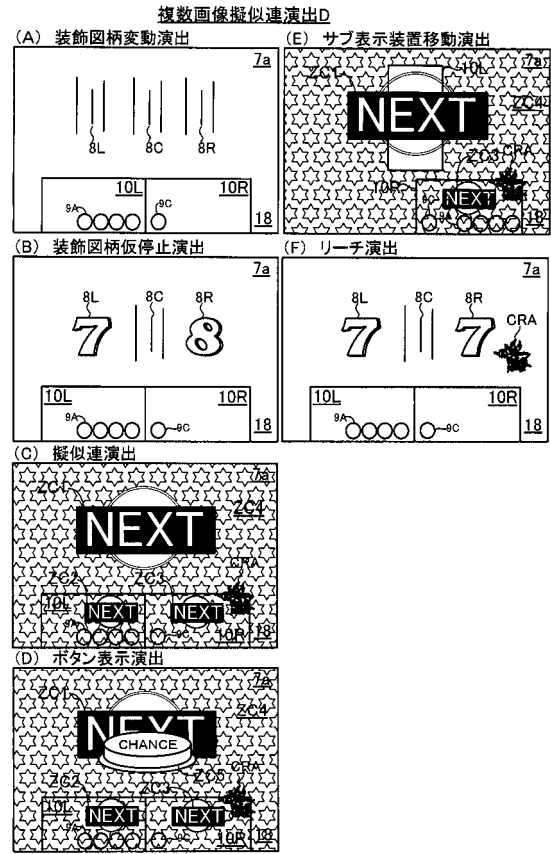 複数画像擬似連演出D
(A) 装飾図柄変動演出
7a
8L
8C
8R
10L
10R
9A
9C
18
(B) 装飾図柄仮停止演出
7a
8L
8C
8R
7
8
10L
10R
9A
9C
18
(C) 擬似連演出
7a
ZC1
ZC4
NEXT
CRA
ZC2
ZC3
10L
NEXT
NEXT
9A
9C
10R
18
(D) ボタン表示演出
7a
ZC1
ZC4
NEXT
CHANCE
ZC5
CRA
ZC2
ZC3
10L
NEXT
NEXT
9A
9C
10R
18
(E) サブ表示装置移動演出
7a
10L
ZC1
ZC4
NEXT
ZC3
CRA
10R
9C
NEXT
9A
18
(F) リーチ演出
7a
8L
8C
8R
CRA
7
7
10L
10R
9A
9C
18